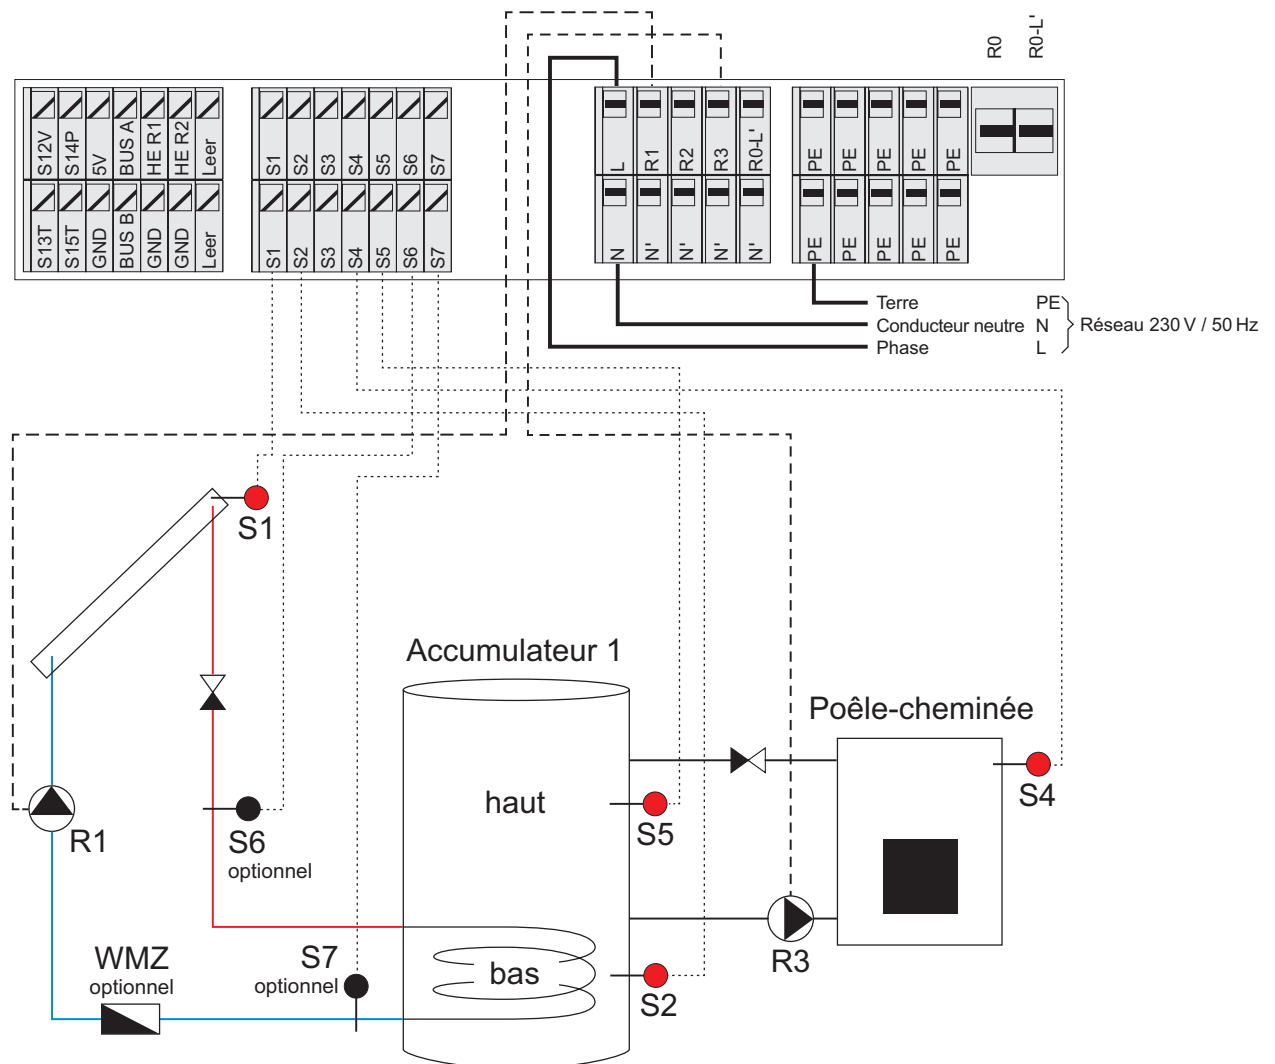 R0
R0-L'
S12V
S14P
5V
BUS A
HE R1
HE R2
Leer
S1
S2
S3
S4
S5
S6
S7
L
R1
R2
R3
R0-L'
PE
PE
PE
PE
PE
S13T
S15T
GND
BUS B
GND
GND
Leer
S1
S2
S3
S4
S5
S6
S7
N
N'
N'
N'
N'
PE
PE
PE
PE
PE
Terre PE
Conducteur neutre N
Phase L
Réseau 230 V / 50 Hz
S1
Accumulateur 1
Poêle-cheminée
haut
S5
S4
R1
S6
optionnel
WMZ
optionnel
S7
optionnel
bas
S2
R3